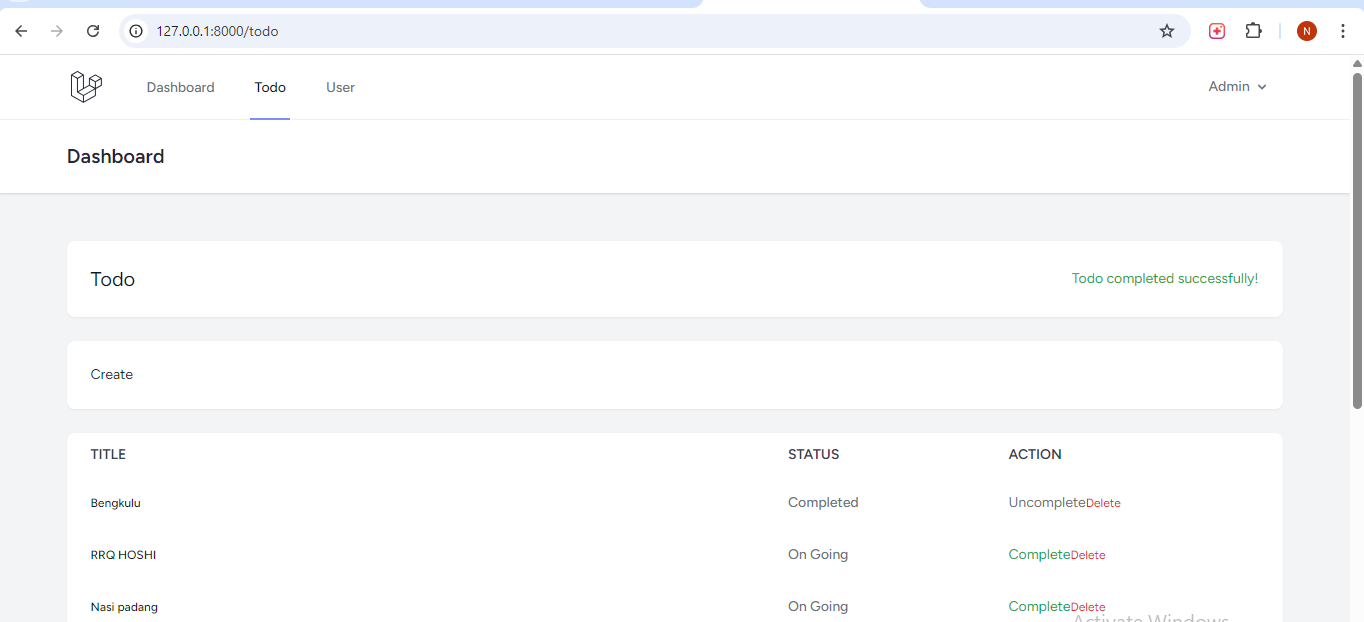 127.0.0.1:8000/todo
N
Dashboard Todo User Admin
Dashboard
Todo Todo completed successfully!
Create
TITLE STATUS ACTION
Bengkulu Completed UncompleteDelete
RRQ HOSHI On Going CompleteDelete
Nasi padang On Going CompleteDelete
Activate Windows